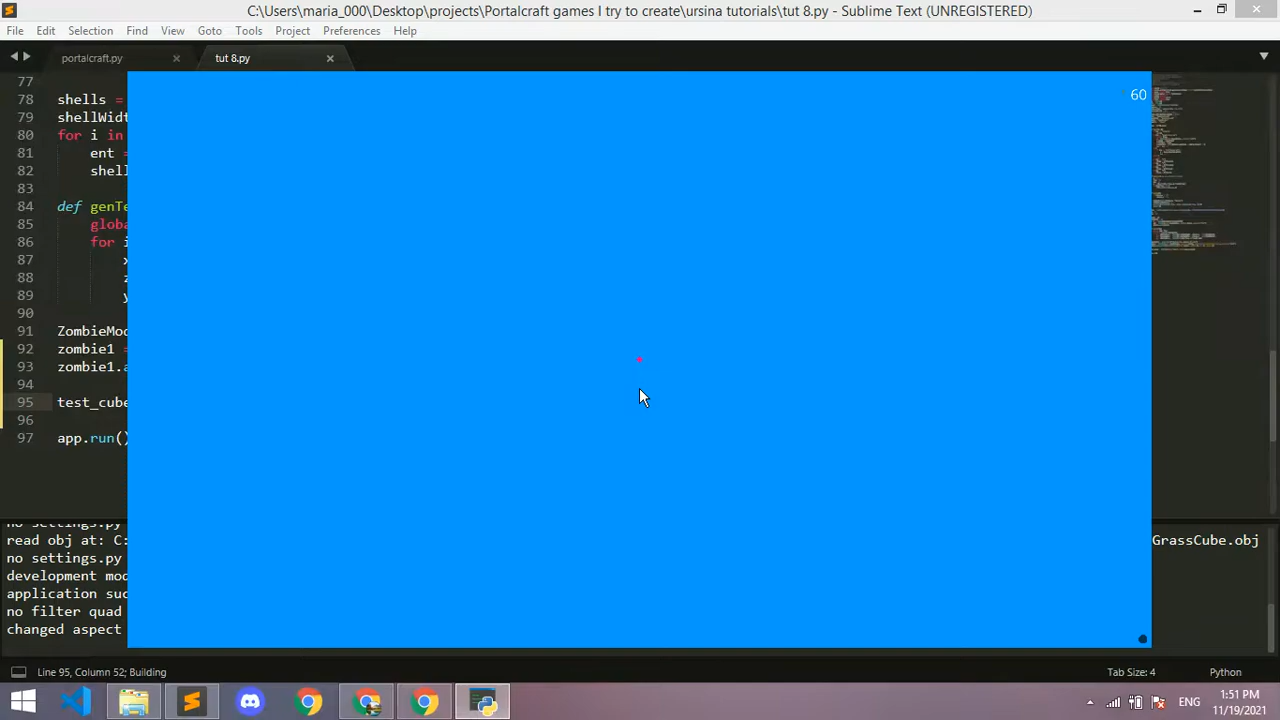 C:\Users\maria_000\Desktop\projects\Portalcraft games I try to create\ursina tutorials\tut 8.py - Sublime Text (UNREGISTERED)
File Edit Selection Find View Goto Tools Project Preferences Help
portalcraft.py tut 8.py
77
60
78 shells =
79 shellWidt
80 for i in
81 ent =
82 shell
83
84 def genTe
85 globa
86 for i
87 x
88 z
89 y
90
91 ZombieMod
92 zombie1 =
93 zombie1.a
94
95 test_cube
96
97 app.run()
no settings.py
read obj at: C: GrassCube.obj
no settings.py
development mod
application suc
no filter quad
changed aspect
Line 95, Column 52; Building Tab Size: 4 Python
ENG 1:51 PM
11/19/2021